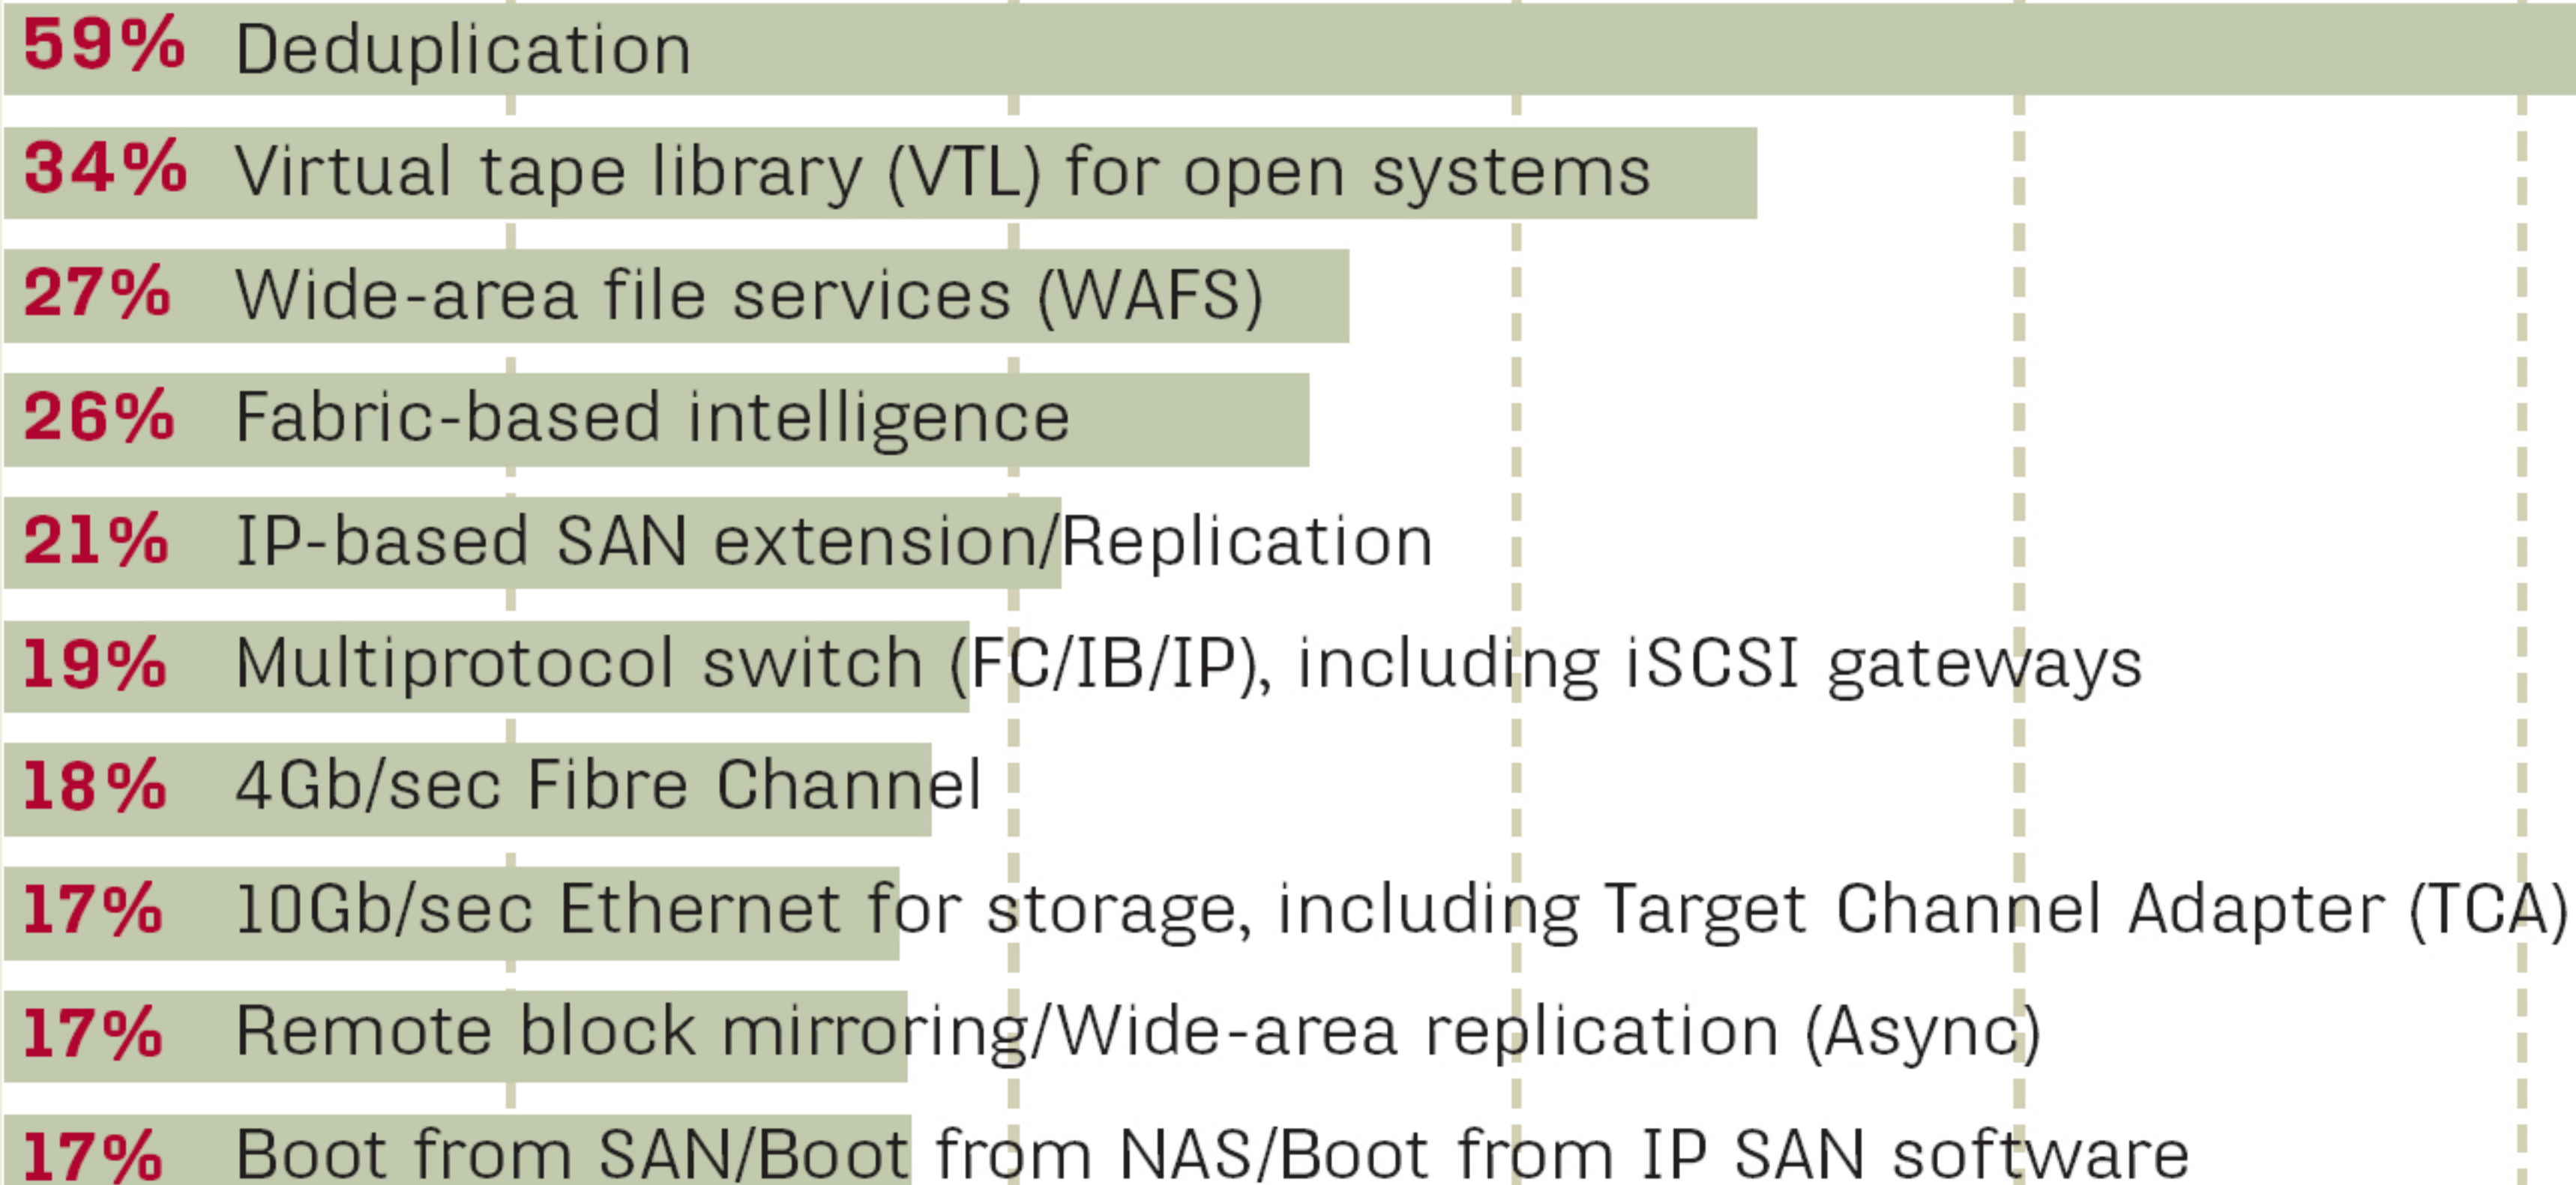 59% Deduplication
34% Virtual tape library (VTL) for open systems
27% Wide-area file services (WAFS)
26% Fabric-based intelligence
21% IP-based SAN extension/Replication
19% Multiprotocol switch (FC/IB/IP), including iSCSI gateways
18% 4Gb/sec Fibre Channel
17% 10Gb/sec Ethernet for storage, including Target Channel Adapter (TCA)
17% Remote block mirroring/Wide-area replication (Async)
17% Boot from SAN/Boot from NAS/Boot from IP SAN software